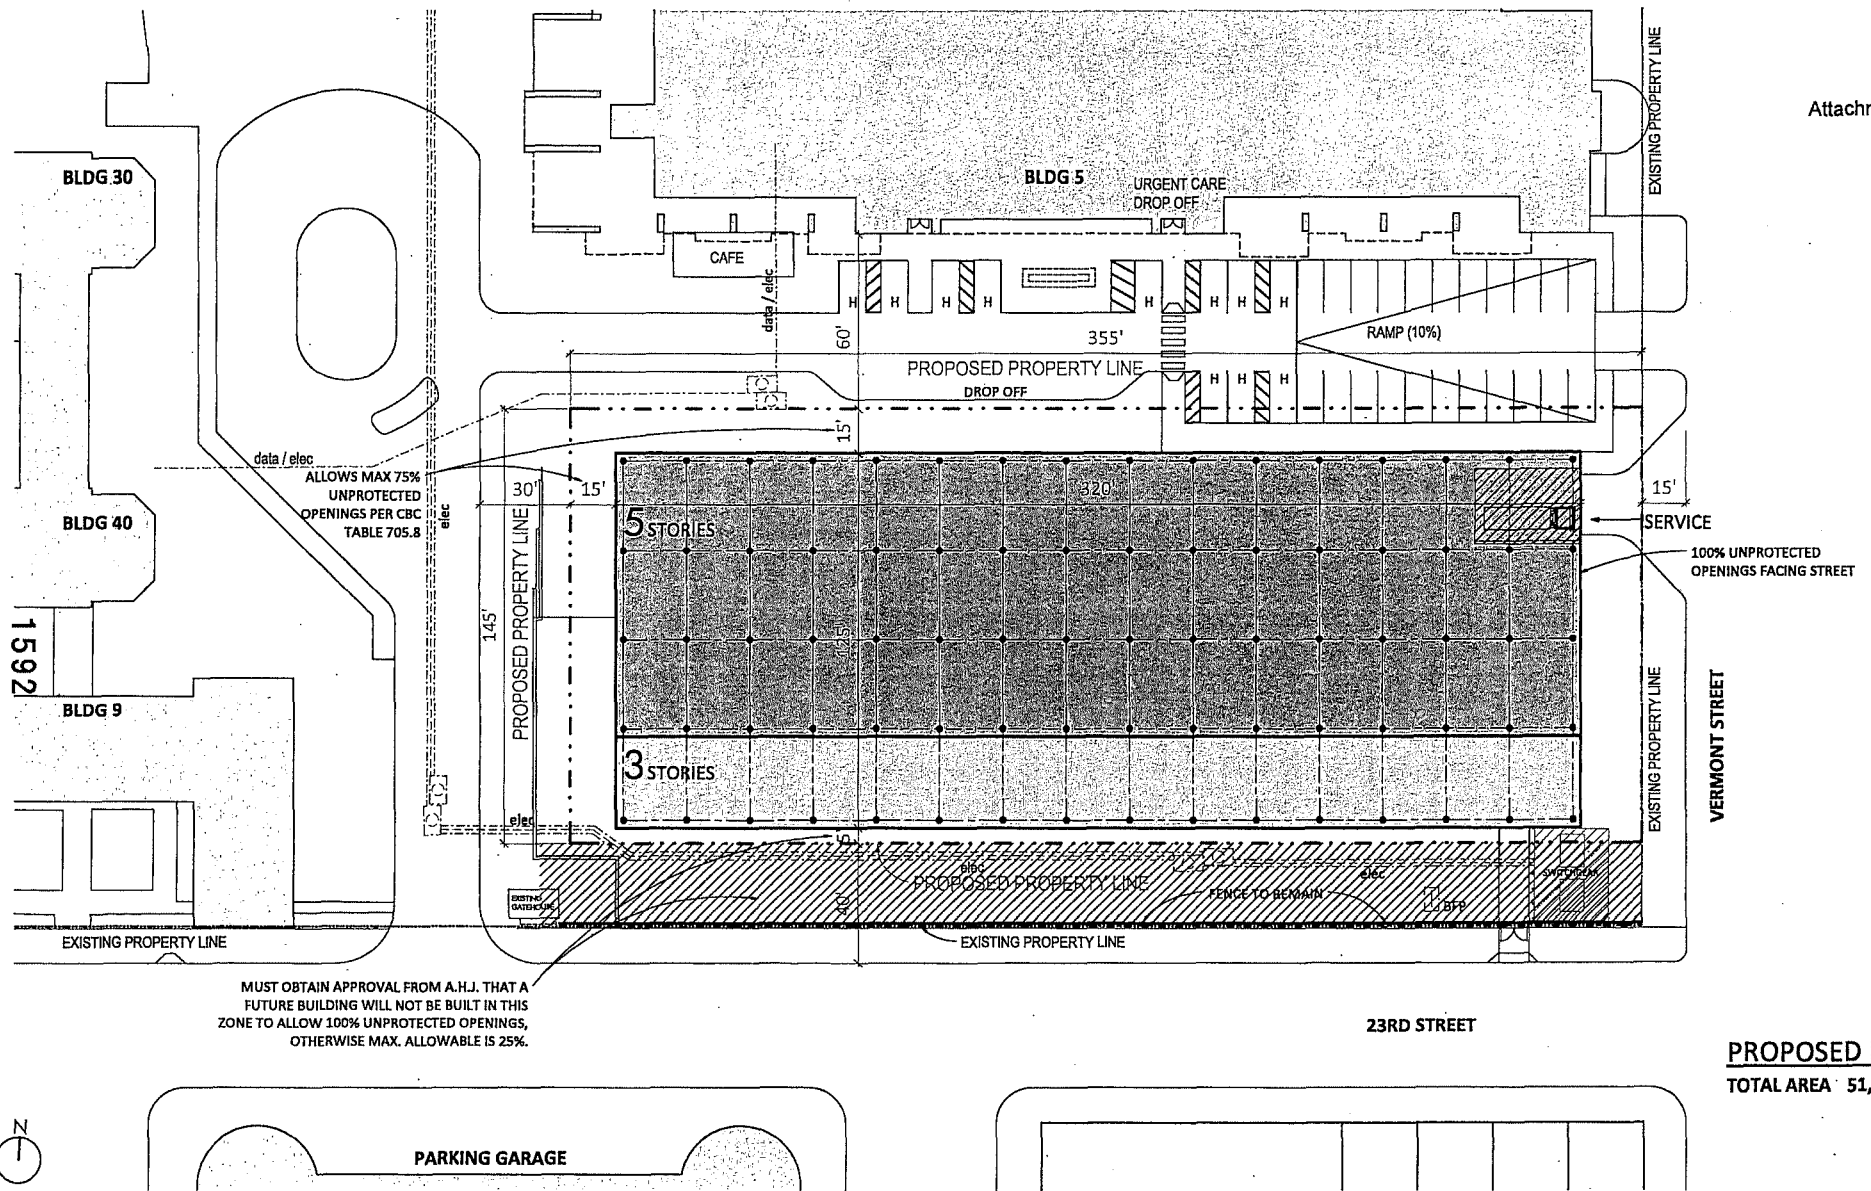 Attachr
EXISTING PROPERTY LINE
BLDG 30
BLDG 5
URGENT CARE
DROP OFF
CAFE
data / elec
H H H H H H H H
60'
355'
RAMP (10%)
PROPOSED PROPERTY LINE
DROP OFF
H H H
15'
data / elec
elec
ALLOWS MAX 75%
UNPROTECTED
OPENINGS PER CBC
TABLE 705.8
30'
15'
320'
15'
BLDG 40
5 STORIES
SERVICE
100% UNPROTECTED
OPENINGS FACING STREET
PROPOSED PROPERTY LINE
145'
125'
1592
BLDG 9
3 STORIES
EXISTING PROPERTY LINE
VERMONT STREET
elec
5'
elec
elec
PROPOSED PROPERTY LINE
SWITCHGEAR
FENCE TO REMAIN
BFP
EXISTING
GATEHOUSE
40'
EXISTING PROPERTY LINE
EXISTING PROPERTY LINE
MUST OBTAIN APPROVAL FROM A.H.J. THAT A
FUTURE BUILDING WILL NOT BE BUILT IN THIS
ZONE TO ALLOW 100% UNPROTECTED OPENINGS,
OTHERWISE MAX. ALLOWABLE IS 25%.
23RD STREET
PROPOSED
TOTAL AREA 51,
N
PARKING GARAGE